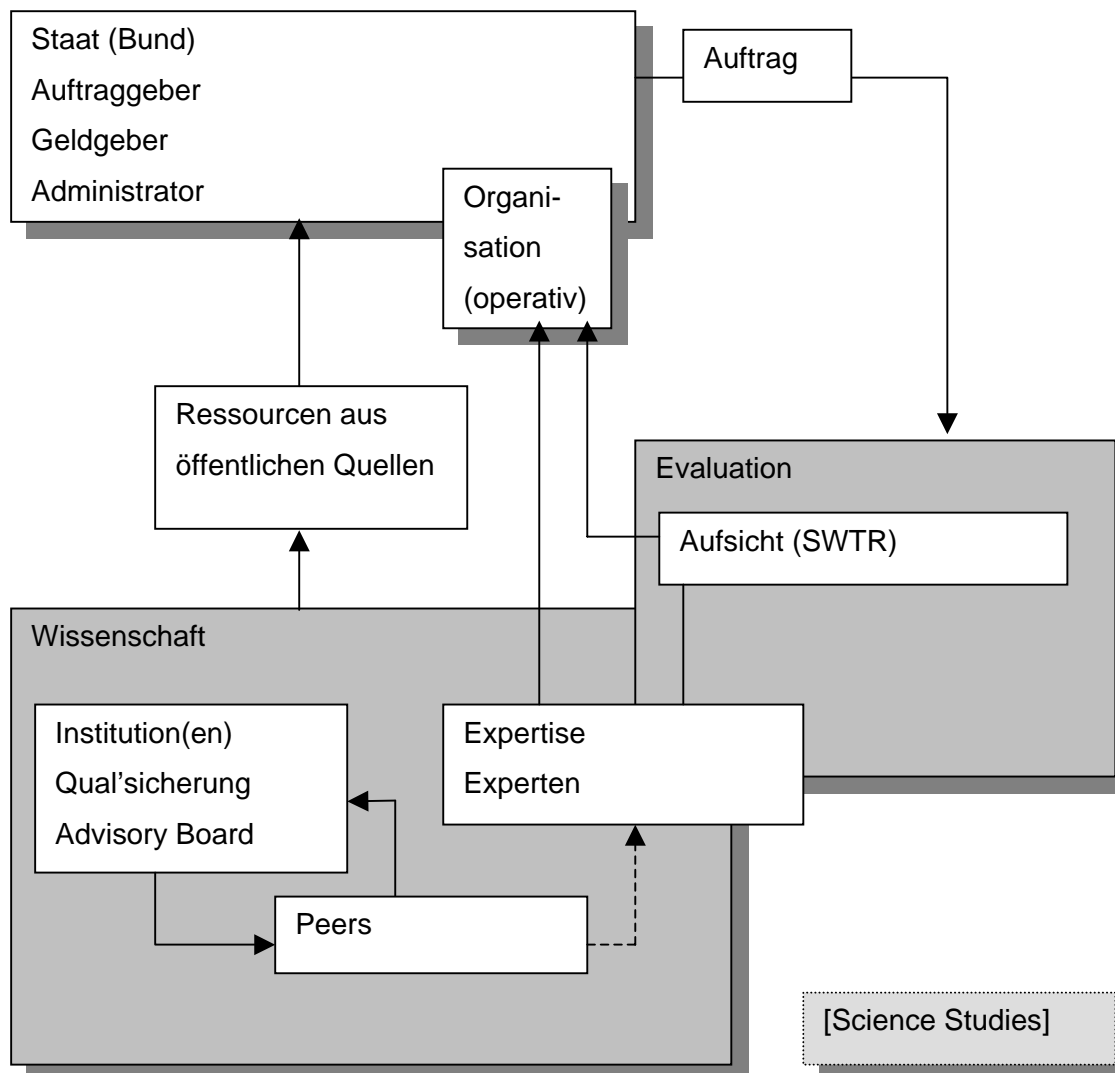 Staat (Bund)
Auftraggeber
Geldgeber
Administrator
Auftrag
Organi-
sation
(operativ)
Ressourcen aus
öffentlichen Quellen
Evaluation
Aufsicht (SWTR)
Wissenschaft
Institution(en)
Qual’sicherung
Advisory Board
Expertise
Experten
Peers
[Science Studies]